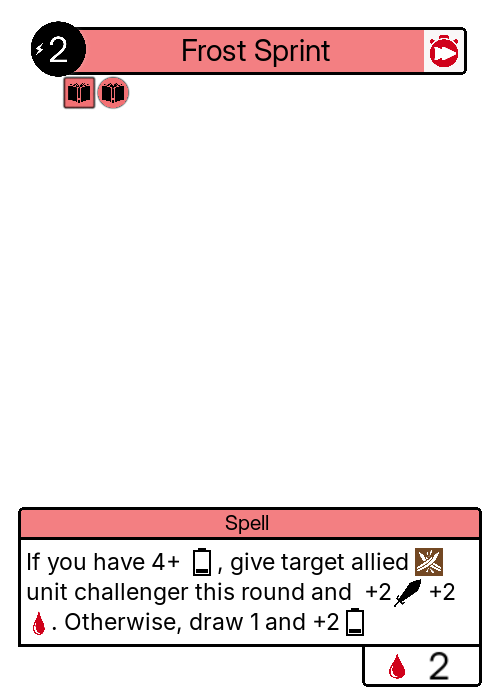 2
Frost Sprint
Spell
If you have 4+ , give target allied
unit challenger this round and +2 +2
. Otherwise, draw 1 and +2
2